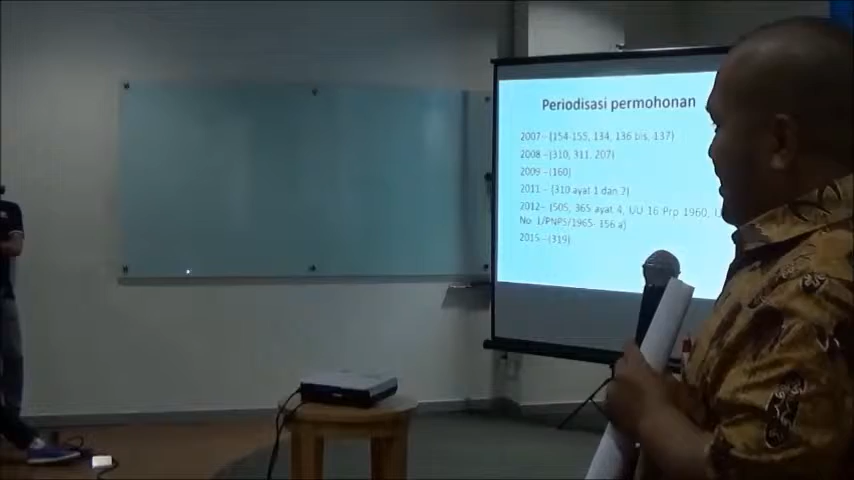 Periodisasi permohonan
2007 – (154-155, 134, 136 bis, 137)
2008 – (310, 311, 207)
2009 – (160)
2011 – (310 ayat 1 dan 2)
2012 – (505, 365 ayat 4, UU 16 Prp 1960,
No 1/PNPS/1965- 156 a)
2015 – (319)